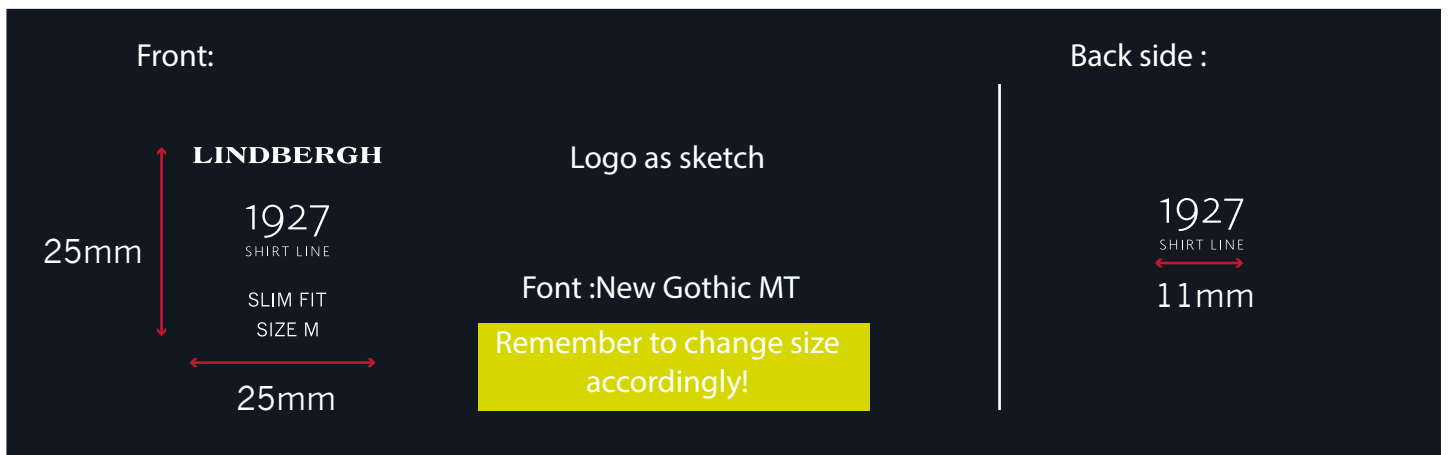 Front:
Back side :
LINDBERGH
1927
SHIRT LINE
SLIM FIT
SIZE M
25mm
25mm
Logo as sketch
Font :New Gothic MT
Remember to change size
accordingly!
1927
SHIRT LINE
11mm